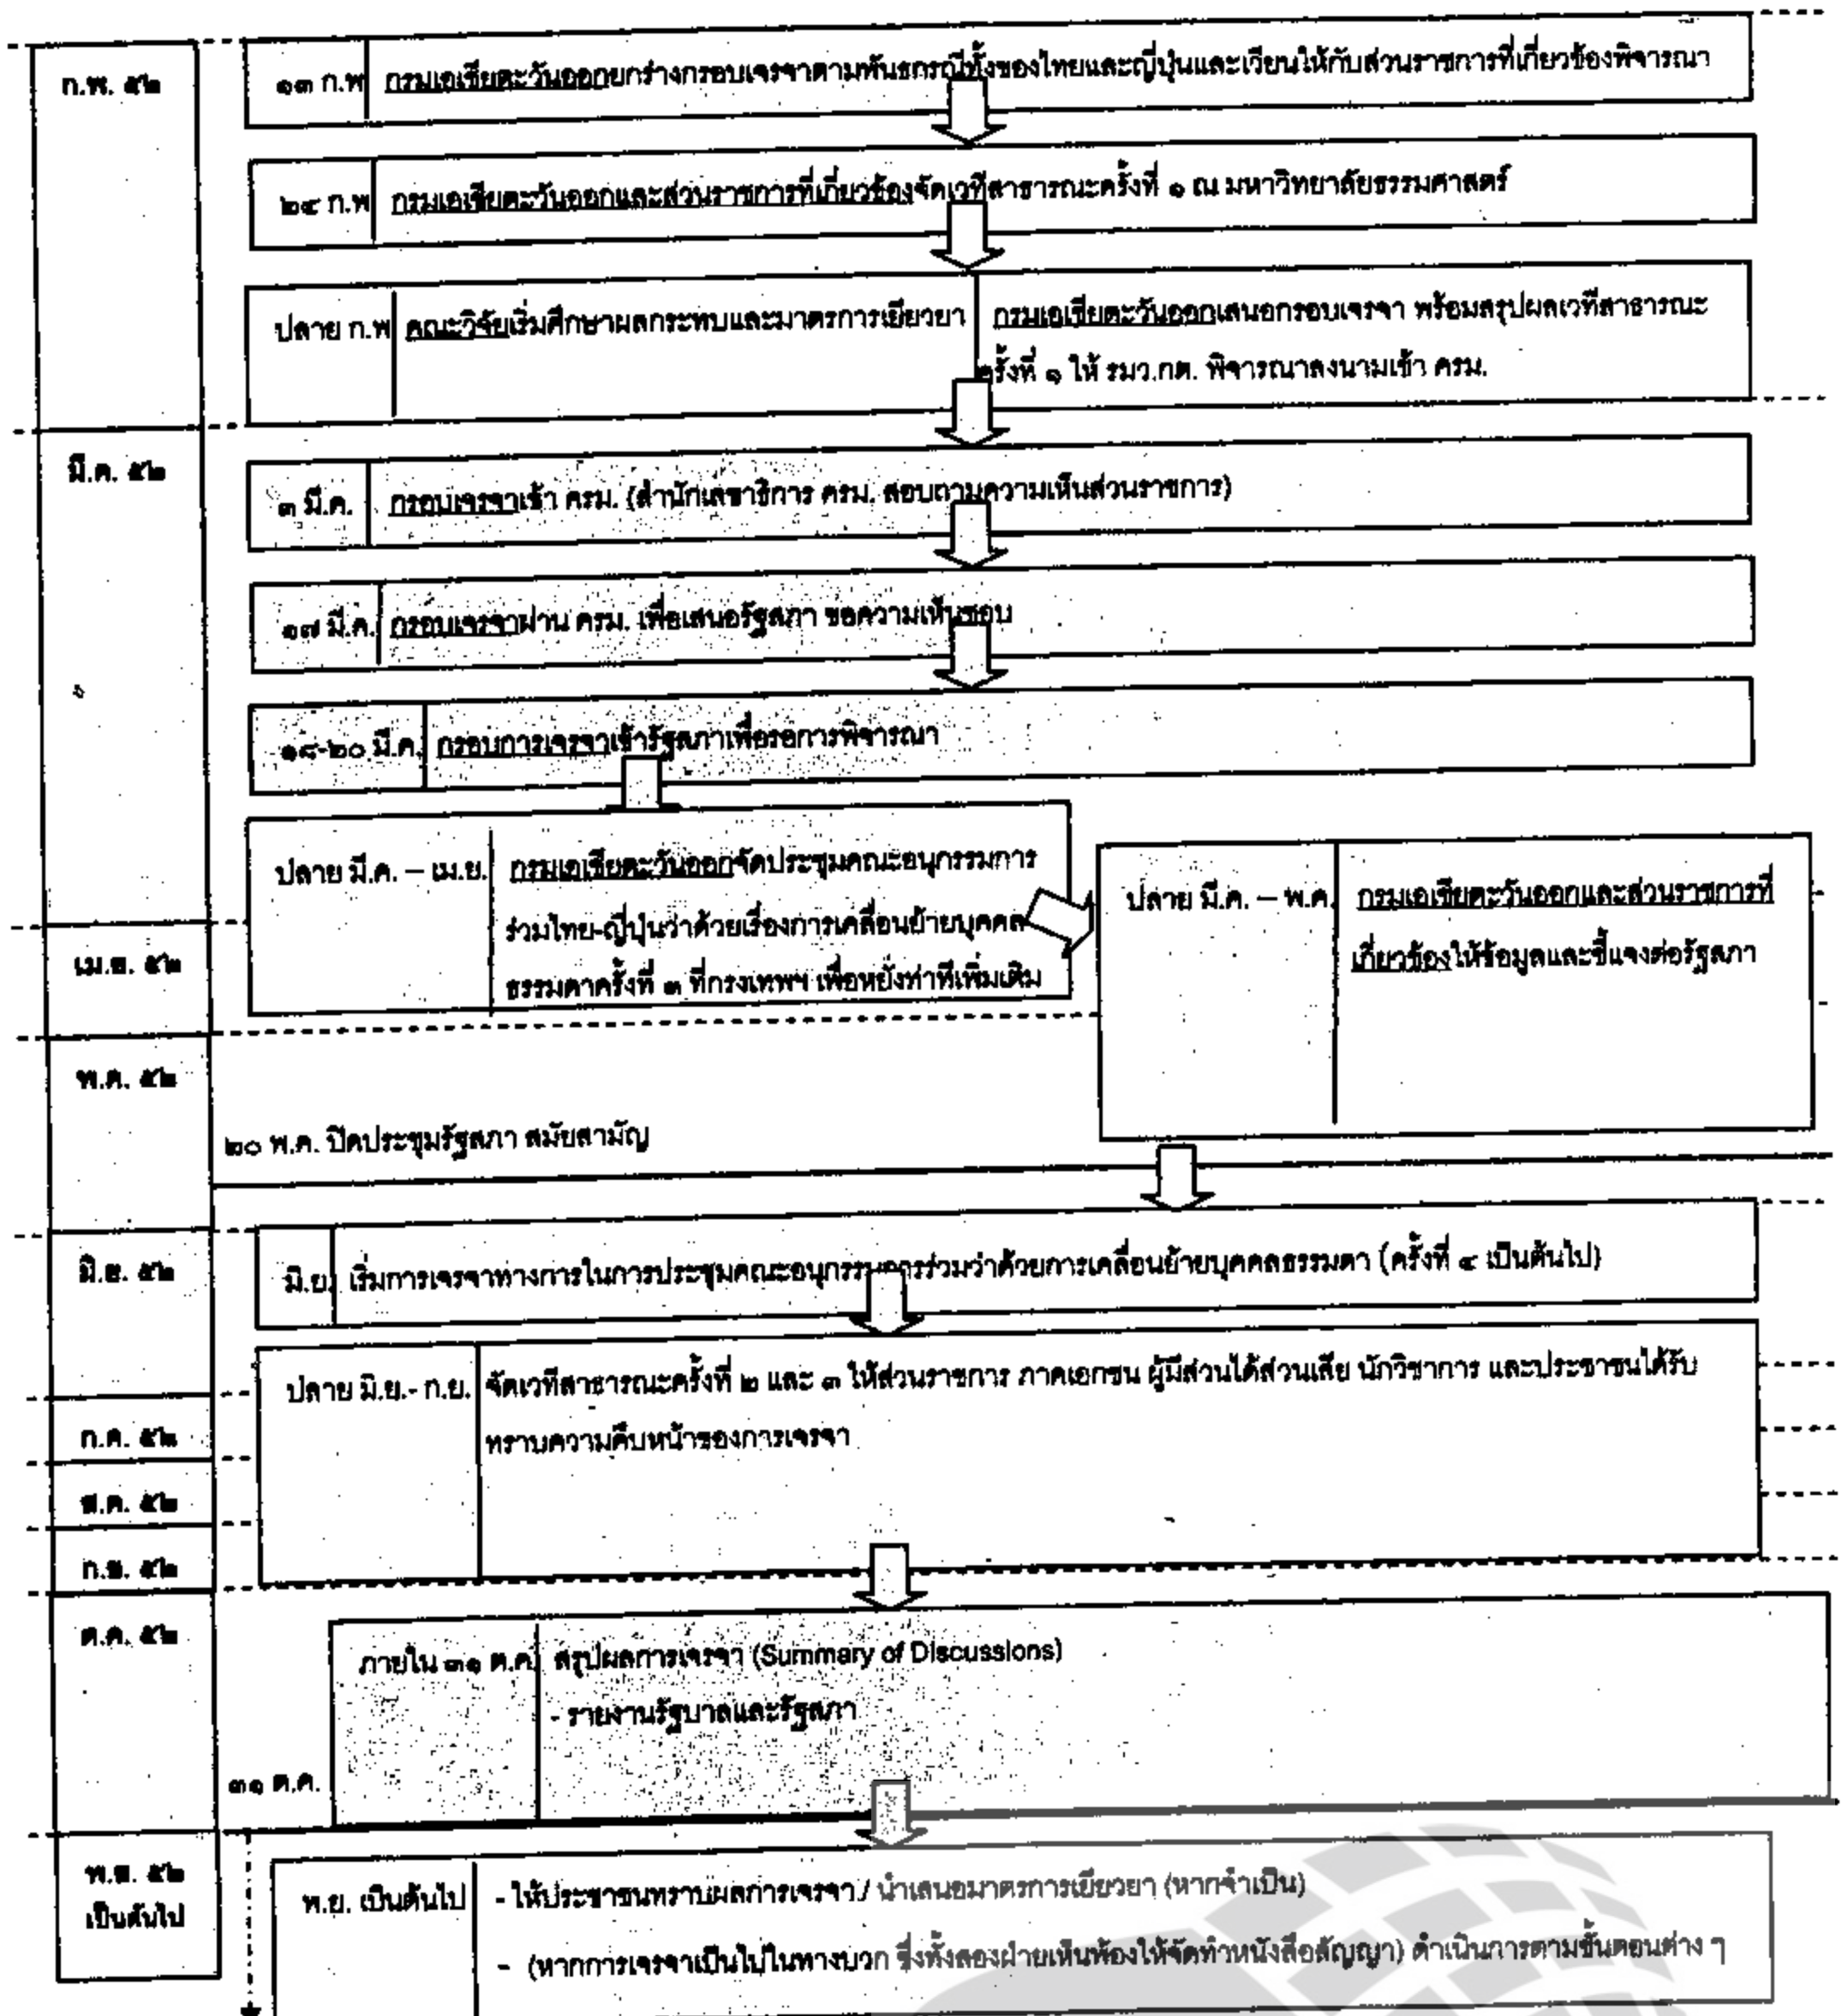 ก.พ. ๕๒
๑๓ ก.พ กรมเอเชียตะวันออกยกร่างกรอบเจรจาตามพันธกรณีทั้งของไทยและญี่ปุ่นและเวียนให้กับส่วนราชการที่เกี่ยวข้องพิจารณา
๒๔ ก.พ กรมเอเชียตะวันออกและส่วนราชการที่เกี่ยวข้องจัดเวทีสาธารณะครั้งที่ ๑ ณ มหาวิทยาลัยธรรมศาสตร์
ปลาย ก.พ คณะวิจัยเริ่มศึกษาผลกระทบและมาตรการเยียวยา
กรมเอเชียตะวันออกเสนอกรอบเจรจา พร้อมสรุปผลเวทีสาธารณะ
ครั้งที่ ๑ ให้ รมว.กต. พิจารณาลงนามเข้า ครม.
มี.ค. ๕๒
๓ มี.ค. กรอบเจรจาเข้า ครม. (สำนักเลขาธิการ ครม. สอบถามความเห็นส่วนราชการ)
๑๗ มี.ค. กรอบเจรจาผ่าน ครม. เพื่อเสนอรัฐสภา ขอความเห็นชอบ
๑๘-๒๐ มี.ค. กรอบการเจรจาเข้ารัฐสภาเพื่อรอการพิจารณา
ปลาย มี.ค. – เม.ย. กรมเอเชียตะวันออกจัดประชุมคณะอนุกรรมการ
ร่วมไทย-ญี่ปุ่นว่าด้วยเรื่องการเคลื่อนย้ายบุคคล
ธรรมดาครั้งที่ ๓ ที่กรุงเทพฯ เพื่อหยั่งท่าทีเพิ่มเติม
ปลาย มี.ค. – พ.ค. กรมเอเชียตะวันออกและส่วนราชการที่
เกี่ยวข้องให้ข้อมูลและชี้แจงต่อรัฐสภา
เม.ย. ๕๒
พ.ค. ๕๒
๒๐ พ.ค. ปิดประชุมรัฐสภา สมัยสามัญ
มิ.ย. ๕๒
มิ.ย. เริ่มการเจรจาทางการในการประชุมคณะอนุกรรมการร่วมว่าด้วยการเคลื่อนย้ายบุคคลธรรมดา (ครั้งที่ ๔ เป็นต้นไป)
ปลาย มิ.ย.- ก.ย. จัดเวทีสาธารณะครั้งที่ ๒ และ ๓ ให้ส่วนราชการ ภาคเอกชน ผู้มีส่วนได้ส่วนเสีย นักวิชาการ และประชาชนได้รับ
ทราบความคืบหน้าของการเจรจา
ก.ค. ๕๒
ส.ค. ๕๒
ก.ย. ๕๒
ต.ค. ๕๒
ภายใน ๓๑ ต.ค. สรุปผลการเจรจา (Summary of Discussions)
- รายงานรัฐบาลและรัฐสภา
๓๑ ต.ค.
พ.ย. ๕๒
เป็นต้นไป
พ.ย. เป็นต้นไป - ให้ประชาชนทราบผลการเจรจา / นำเสนอมาตรการเยียวยา (หากจำเป็น)
- (หากการเจรจาเป็นไปในทางบวก ซึ่งทั้งสองฝ่ายเห็นพ้องให้จัดทำหนังสือสัญญา) ดำเนินการตามขั้นตอนต่าง ๆ